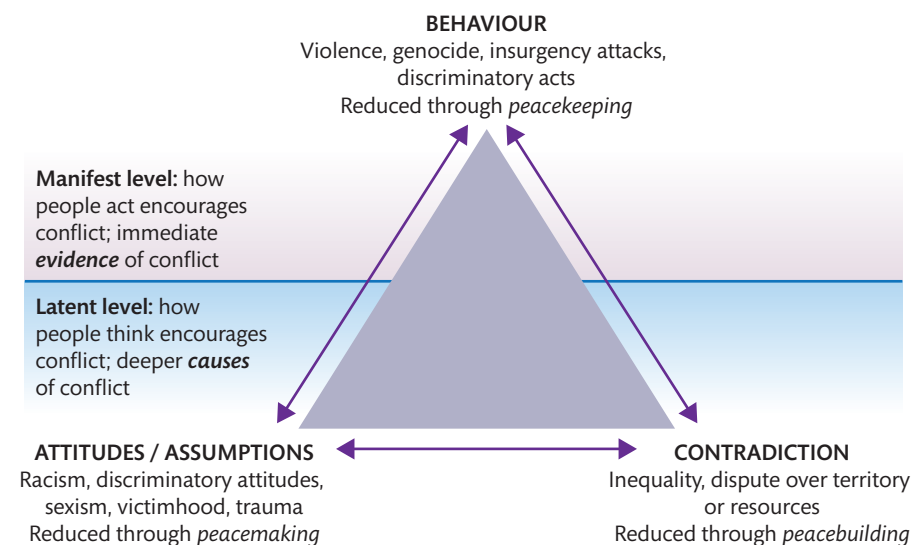 BEHAVIOUR
Violence, genocide, insurgency attacks,
discriminatory acts
Reduced through peacekeeping
Manifest level: how
people act encourages
conflict; immediate
evidence of conflict
Latent level: how
people think encourages
conflict; deeper causes
of conflict
ATTITUDES / ASSUMPTIONS
Racism, discriminatory attitudes,
sexism, victimhood, trauma
Reduced through peacemaking
CONTRADICTION
Inequality, dispute over territory
or resources
Reduced through peacebuilding